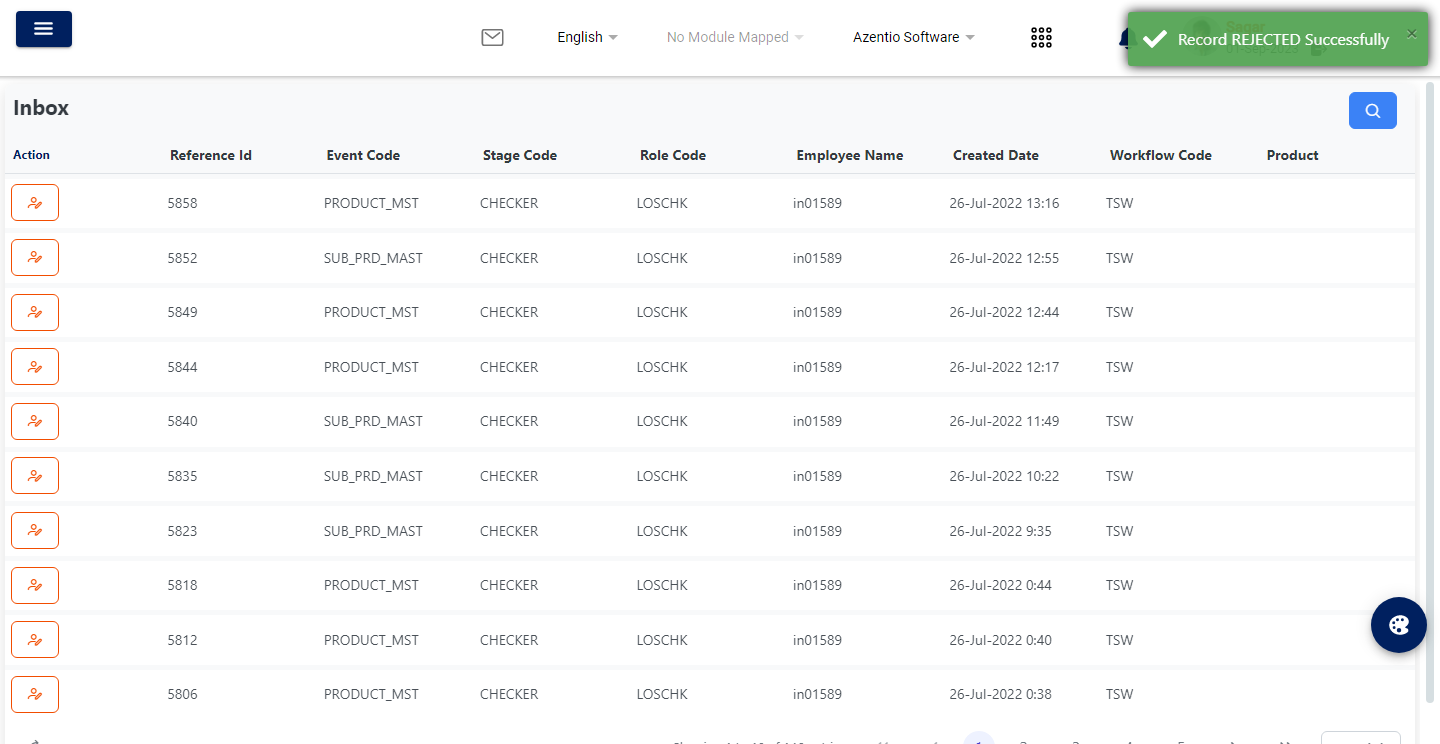 English No Module Mapped Azentio Software
Record REJECTED Successfully ×
Inbox
Action Reference Id Event Code Stage Code Role Code Employee Name Created Date Workflow Code Product
5858 PRODUCT_MST CHECKER LOSCHK in01589 26-Jul-2022 13:16 TSW
5852 SUB_PRD_MAST CHECKER LOSCHK in01589 26-Jul-2022 12:55 TSW
5849 PRODUCT_MST CHECKER LOSCHK in01589 26-Jul-2022 12:44 TSW
5844 PRODUCT_MST CHECKER LOSCHK in01589 26-Jul-2022 12:17 TSW
5840 SUB_PRD_MAST CHECKER LOSCHK in01589 26-Jul-2022 11:49 TSW
5835 SUB_PRD_MAST CHECKER LOSCHK in01589 26-Jul-2022 10:22 TSW
5823 SUB_PRD_MAST CHECKER LOSCHK in01589 26-Jul-2022 9:35 TSW
5818 PRODUCT_MST CHECKER LOSCHK in01589 26-Jul-2022 0:44 TSW
5812 PRODUCT_MST CHECKER LOSCHK in01589 26-Jul-2022 0:40 TSW
5806 PRODUCT_MST CHECKER LOSCHK in01589 26-Jul-2022 0:38 TSW